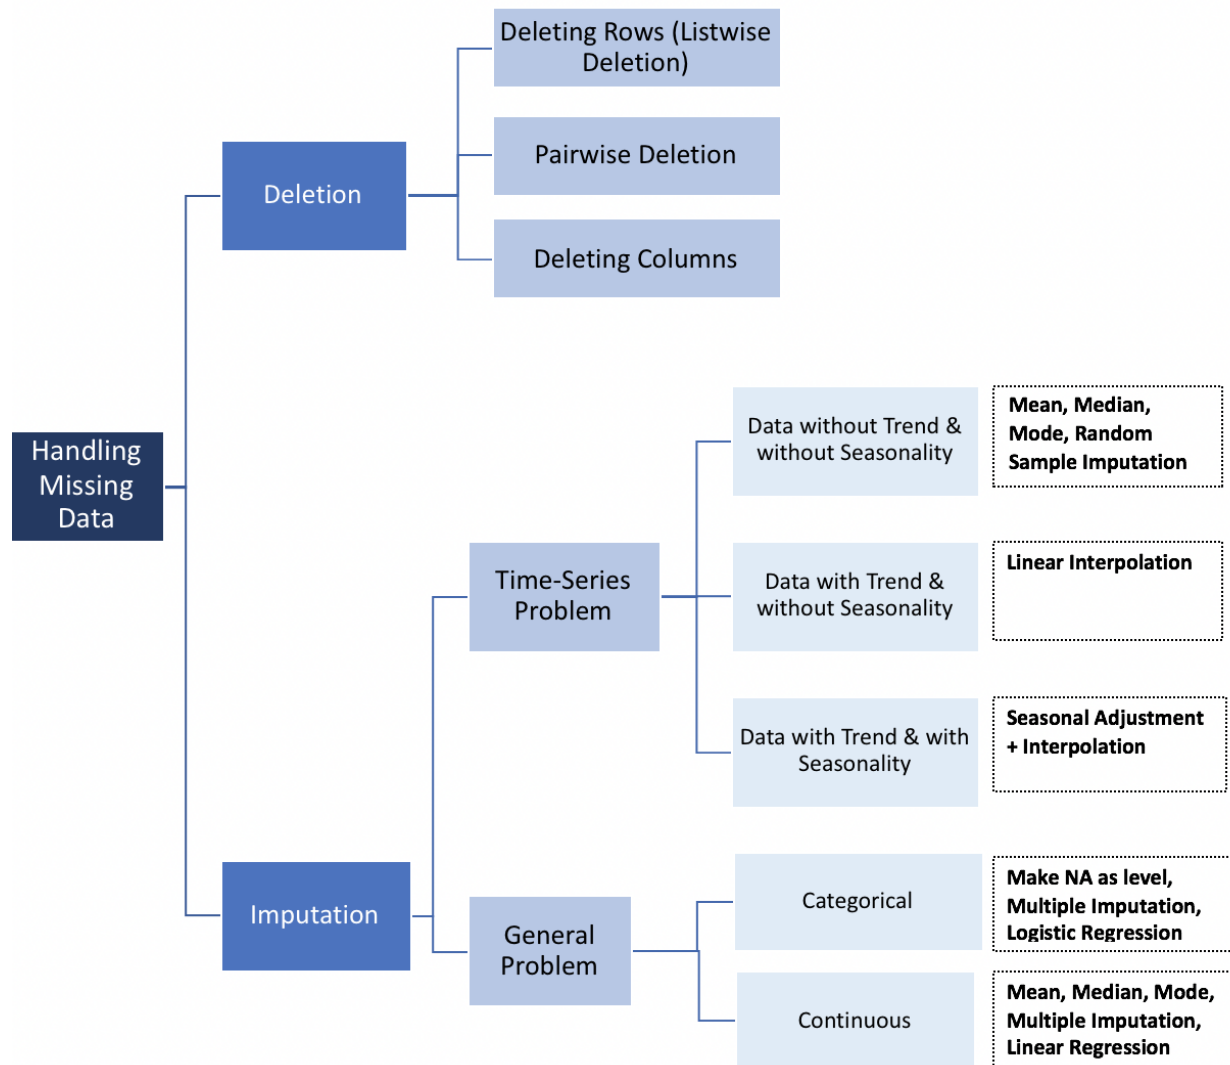 Deleting Rows (Listwise
Deletion)
Pairwise Deletion
Deletion
Deleting Columns
Handling
Missing
Data
Data without Trend &
without Seasonality
Mean, Median,
Mode, Random
Sample Imputation
Time-Series
Problem
Data with Trend &
without Seasonality
Linear Interpolation
Data with Trend & with
Seasonality
Seasonal Adjustment
+ Interpolation
Imputation
General
Problem
Categorical
Make NA as level,
Multiple Imputation,
Logistic Regression
Continuous
Mean, Median, Mode,
Multiple Imputation,
Linear Regression